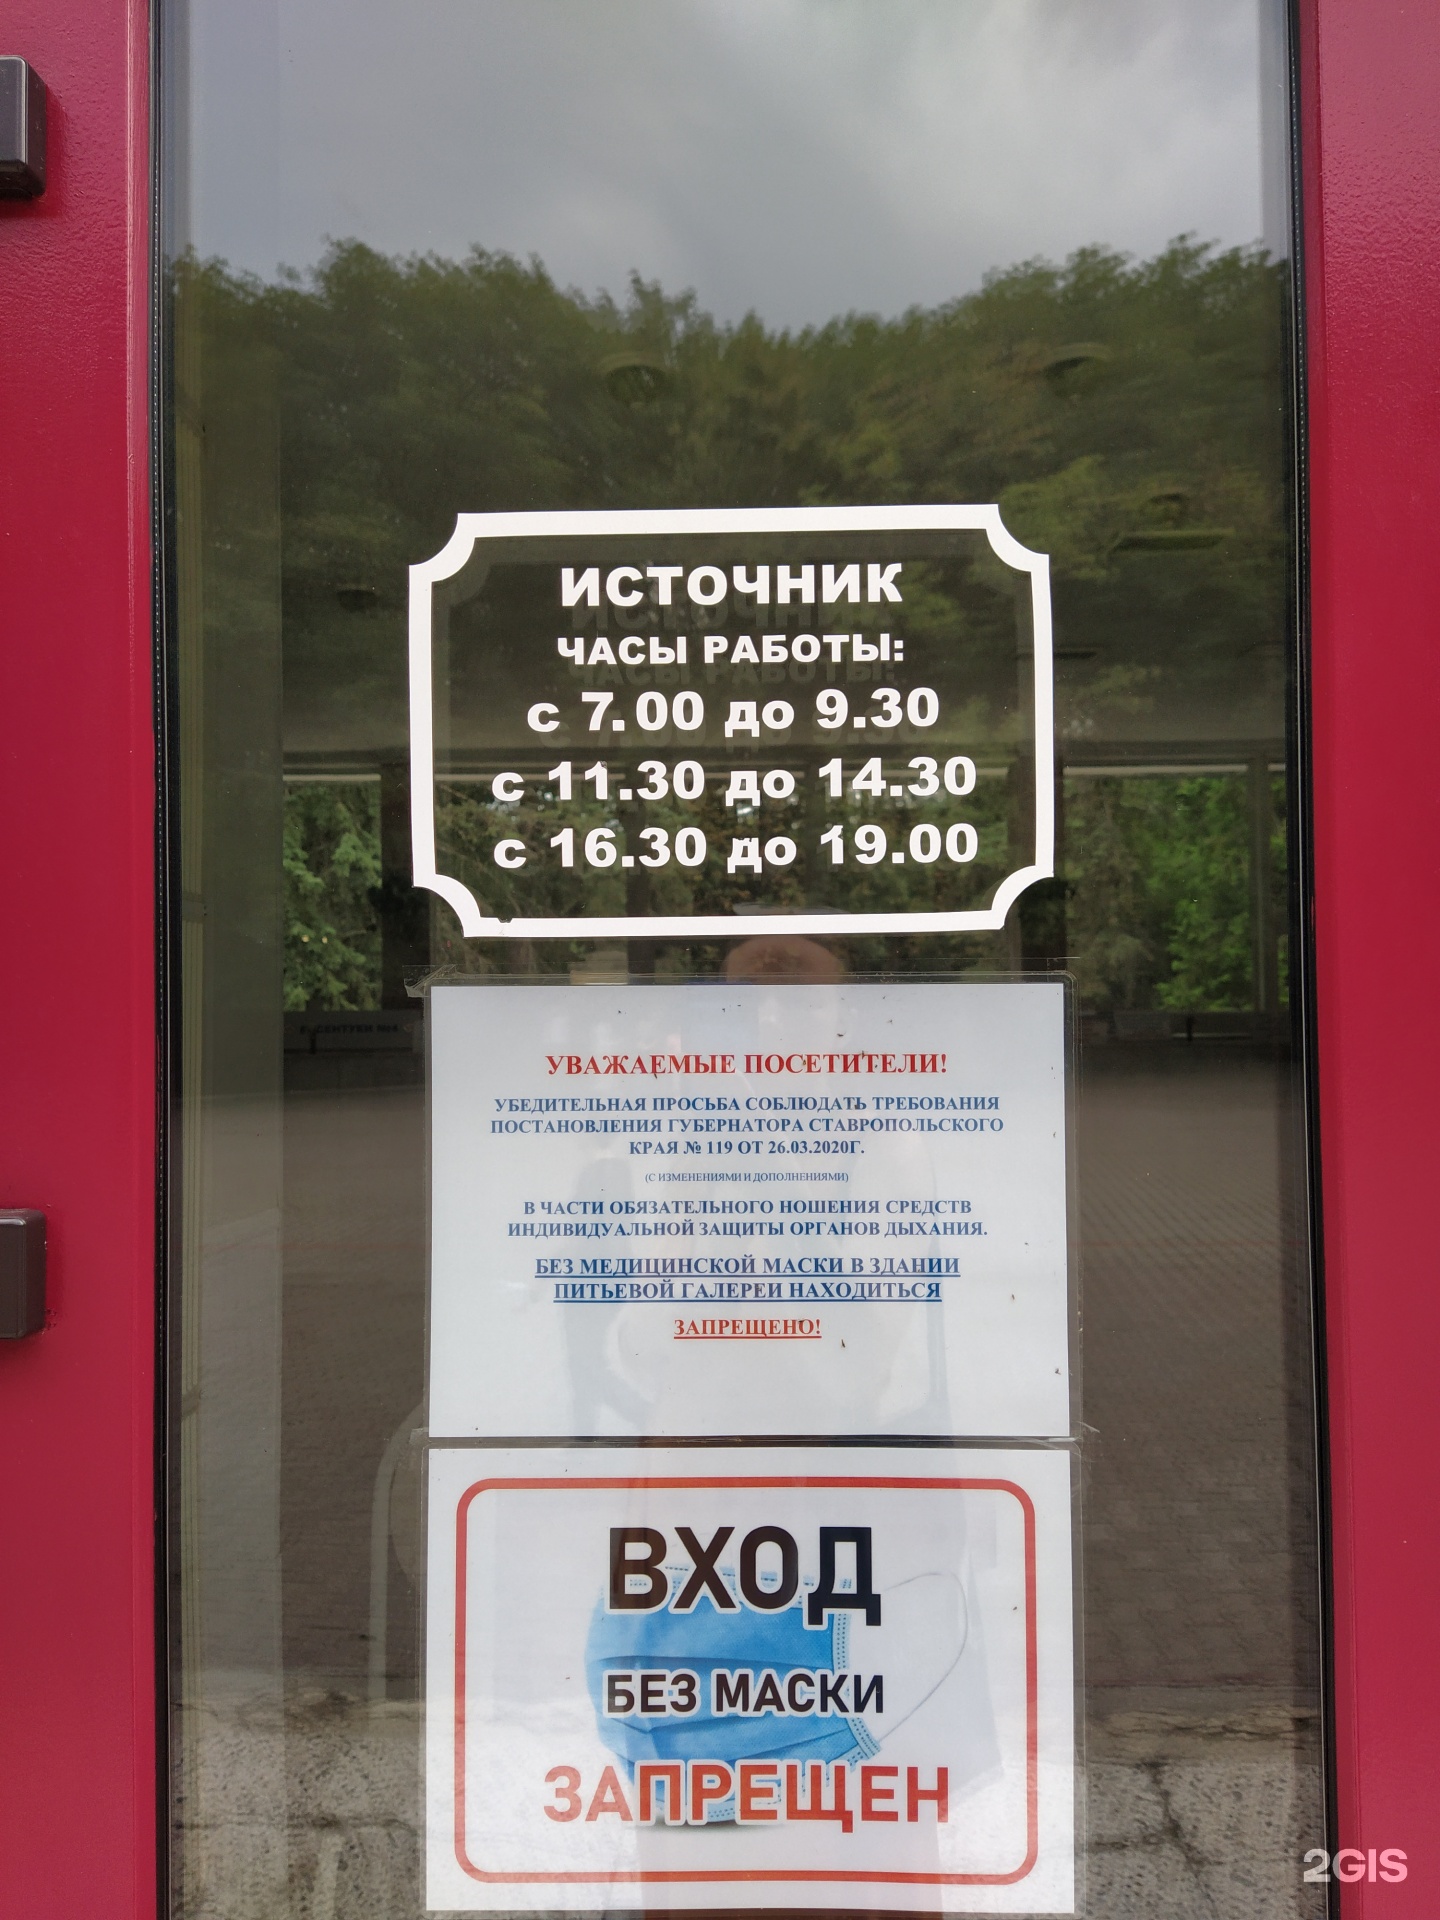 ИСТОЧНИК
ЧАСЫ РАБОТЫ:
с 7.00 до 9.30
с 11.30 до 14.30
с 16.30 до 19.00
УВАЖАЕМЫЕ ПОСЕТИТЕЛИ!
УБЕДИТЕЛЬНАЯ ПРОСЬБА СОБЛЮДАТЬ ТРЕБОВАНИЯ
ПОСТАНОВЛЕНИЯ ГУБЕРНАТОРА СТАВРОПОЛЬСКОГО
КРАЯ № 119 ОТ 26.03.2020Г.
(С ИЗМЕНЕНИЯМИ И ДОПОЛНЕНИЯМИ)
В ЧАСТИ ОБЯЗАТЕЛЬНОГО НОШЕНИЯ СРЕДСТВ
ИНДИВИДУАЛЬНОЙ ЗАЩИТЫ ОРГАНОВ ДЫХАНИЯ.
БЕЗ МЕДИЦИНСКОЙ МАСКИ В ЗДАНИИ
ПИТЬЕВОЙ ГАЛЕРЕИ НАХОДИТЬСЯ
ЗАПРЕЩЕНО!
ВХОД
БЕЗ МАСКИ
ЗАПРЕЩЕН
2GIS